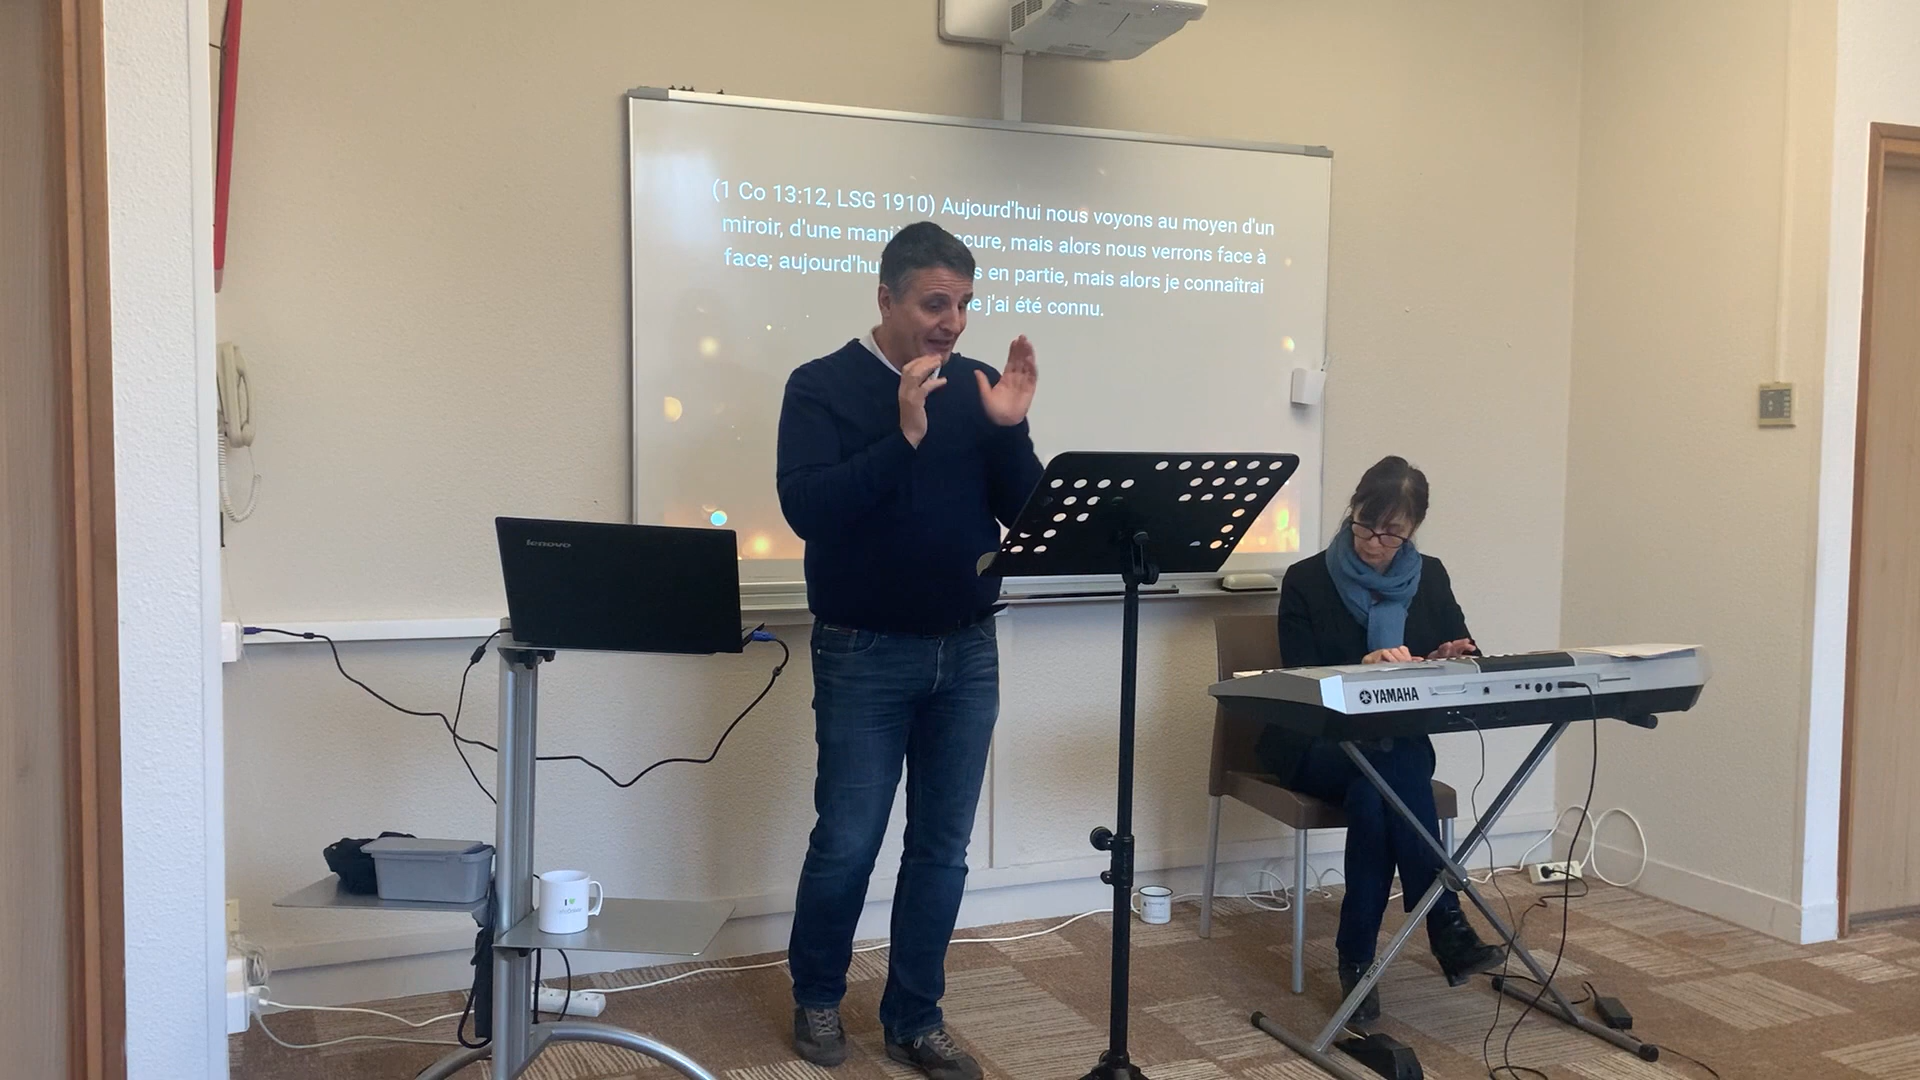 (1 Co 13:12, LSG 1910) Aujourd'hui nous voyons au moyen d'un
miroir, d'une mani cure, mais alors nous verrons face à
face; aujourd'hu s en partie, mais alors je connaîtrai
j'ai été connu.
lenovo
YAMAHA
I